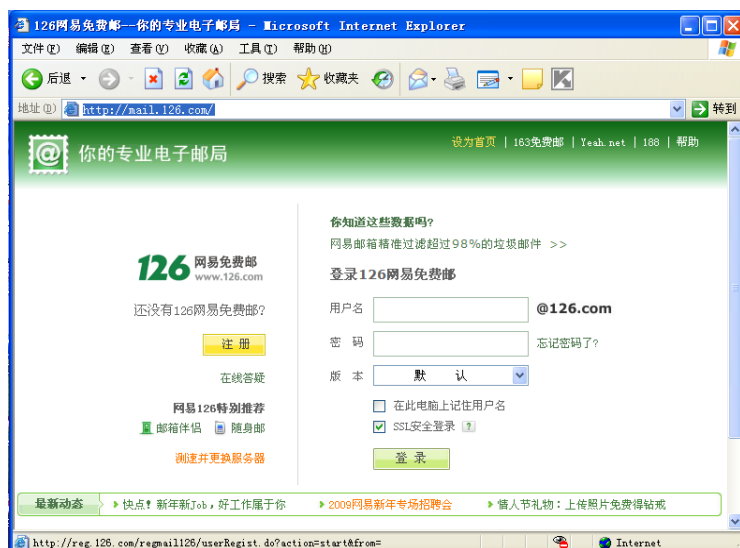 126网易免费邮--你的专业电子邮局 - Microsoft Internet Explorer
文件(F) 编辑(E) 查看(V) 收藏(A) 工具(T) 帮助(H)
后退 搜索 收藏夹
地址(D) http://mail.126.com/ 转到
@ 你的专业电子邮局
设为首页 | 163免费邮 | Yeah.net | 188 | 帮助
你知道这些数据吗?
网易邮箱精准过滤超过98%的垃圾邮件 >>
126 网易免费邮
www.126.com
登录126网易免费邮
还没有126网易免费邮?
用户名 @126.com
注 册
密 码 忘记密码了?
在线答疑
版 本 默 认
网易126特别推荐
在此电脑上记住用户名
邮箱伴侣 随身邮
SSL安全登录 ?
测速并更换服务器
登 录
最新动态 快点! 新年新Job,好工作属于你 2009网易新年专场招聘会 情人节礼物:上传照片免费得钻戒
http://reg.126.com/regmail126/userRegist.do?action=start&from= Internet